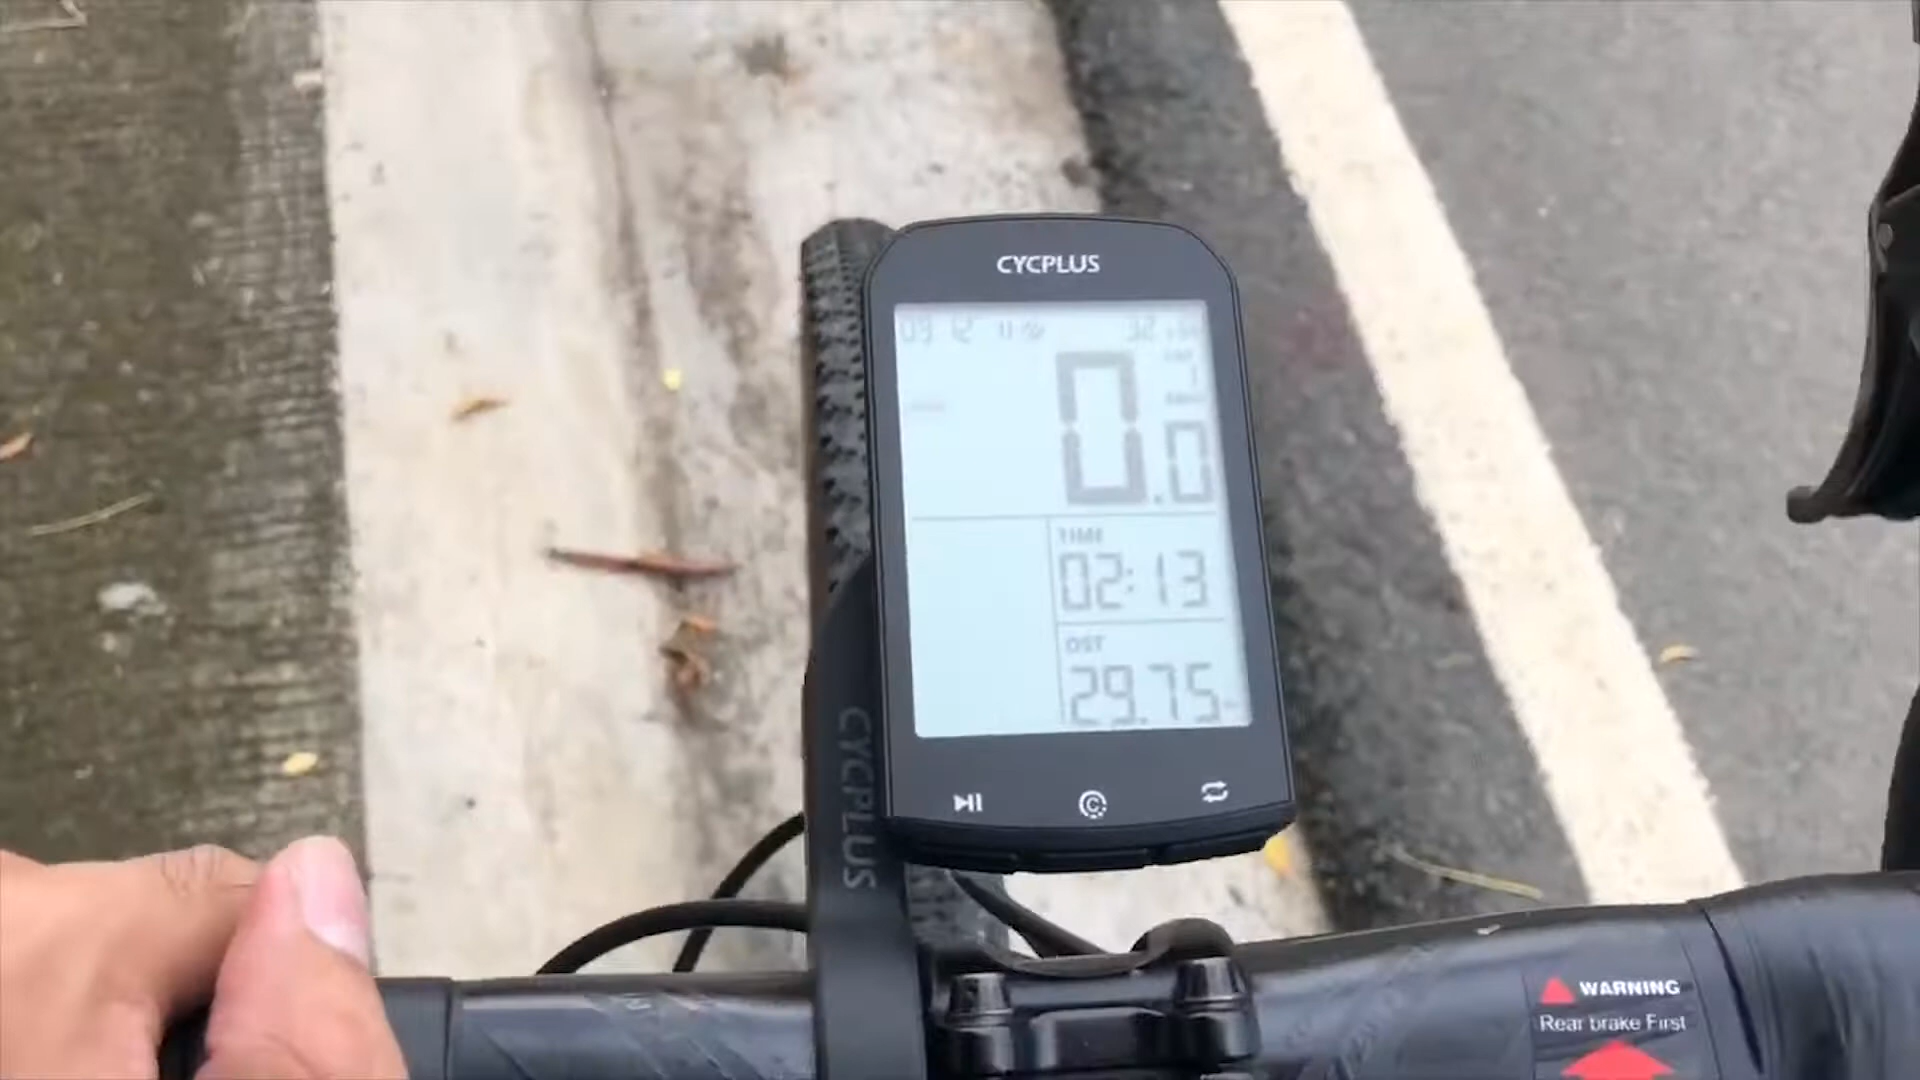 CYCPLUS
0.0
TIME
02:13
DST
29.75
CYCPLUS
WARNING
Rear brake First